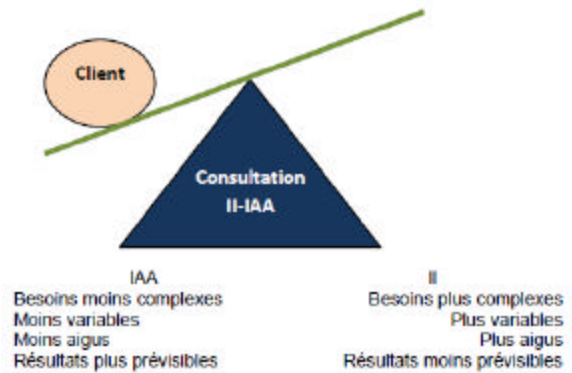 Client
Consultation
II-IAA
IAA
Besoins moins complexes
Moins variables
Moins aigus
Résultats plus prévisibles
II
Besoins plus complexes
Plus variables
Plus aigus
Résultats moins prévisibles